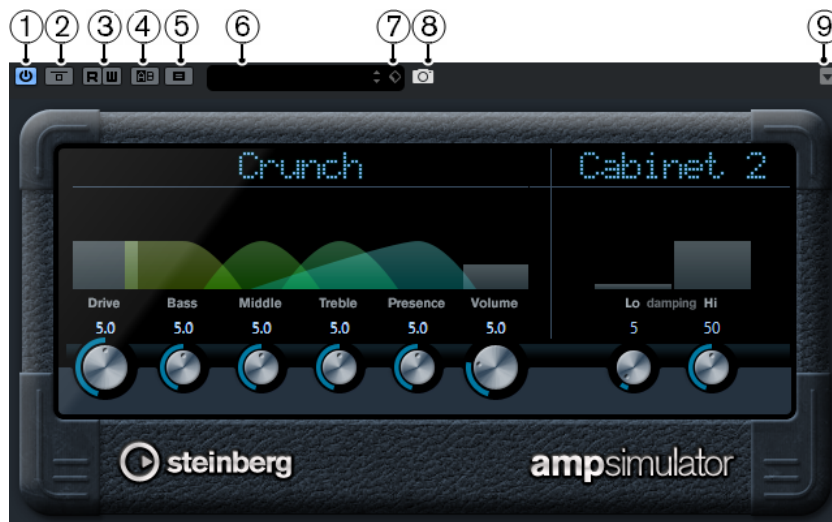 1 2 3 4 5 6 7 8 9
R W A B
Crunch Cabinet 2
Drive Bass Middle Treble Presence Volume Lo damping Hi
5.0 5.0 5.0 5.0 5.0 5.0 5 50
steinberg ampsimulator